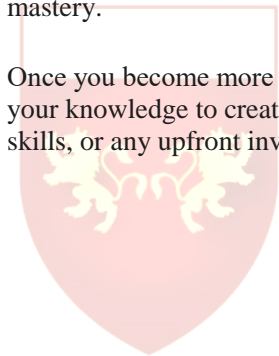 mastery.
Once you become more
your knowledge to creat
skills, or any upfront inv